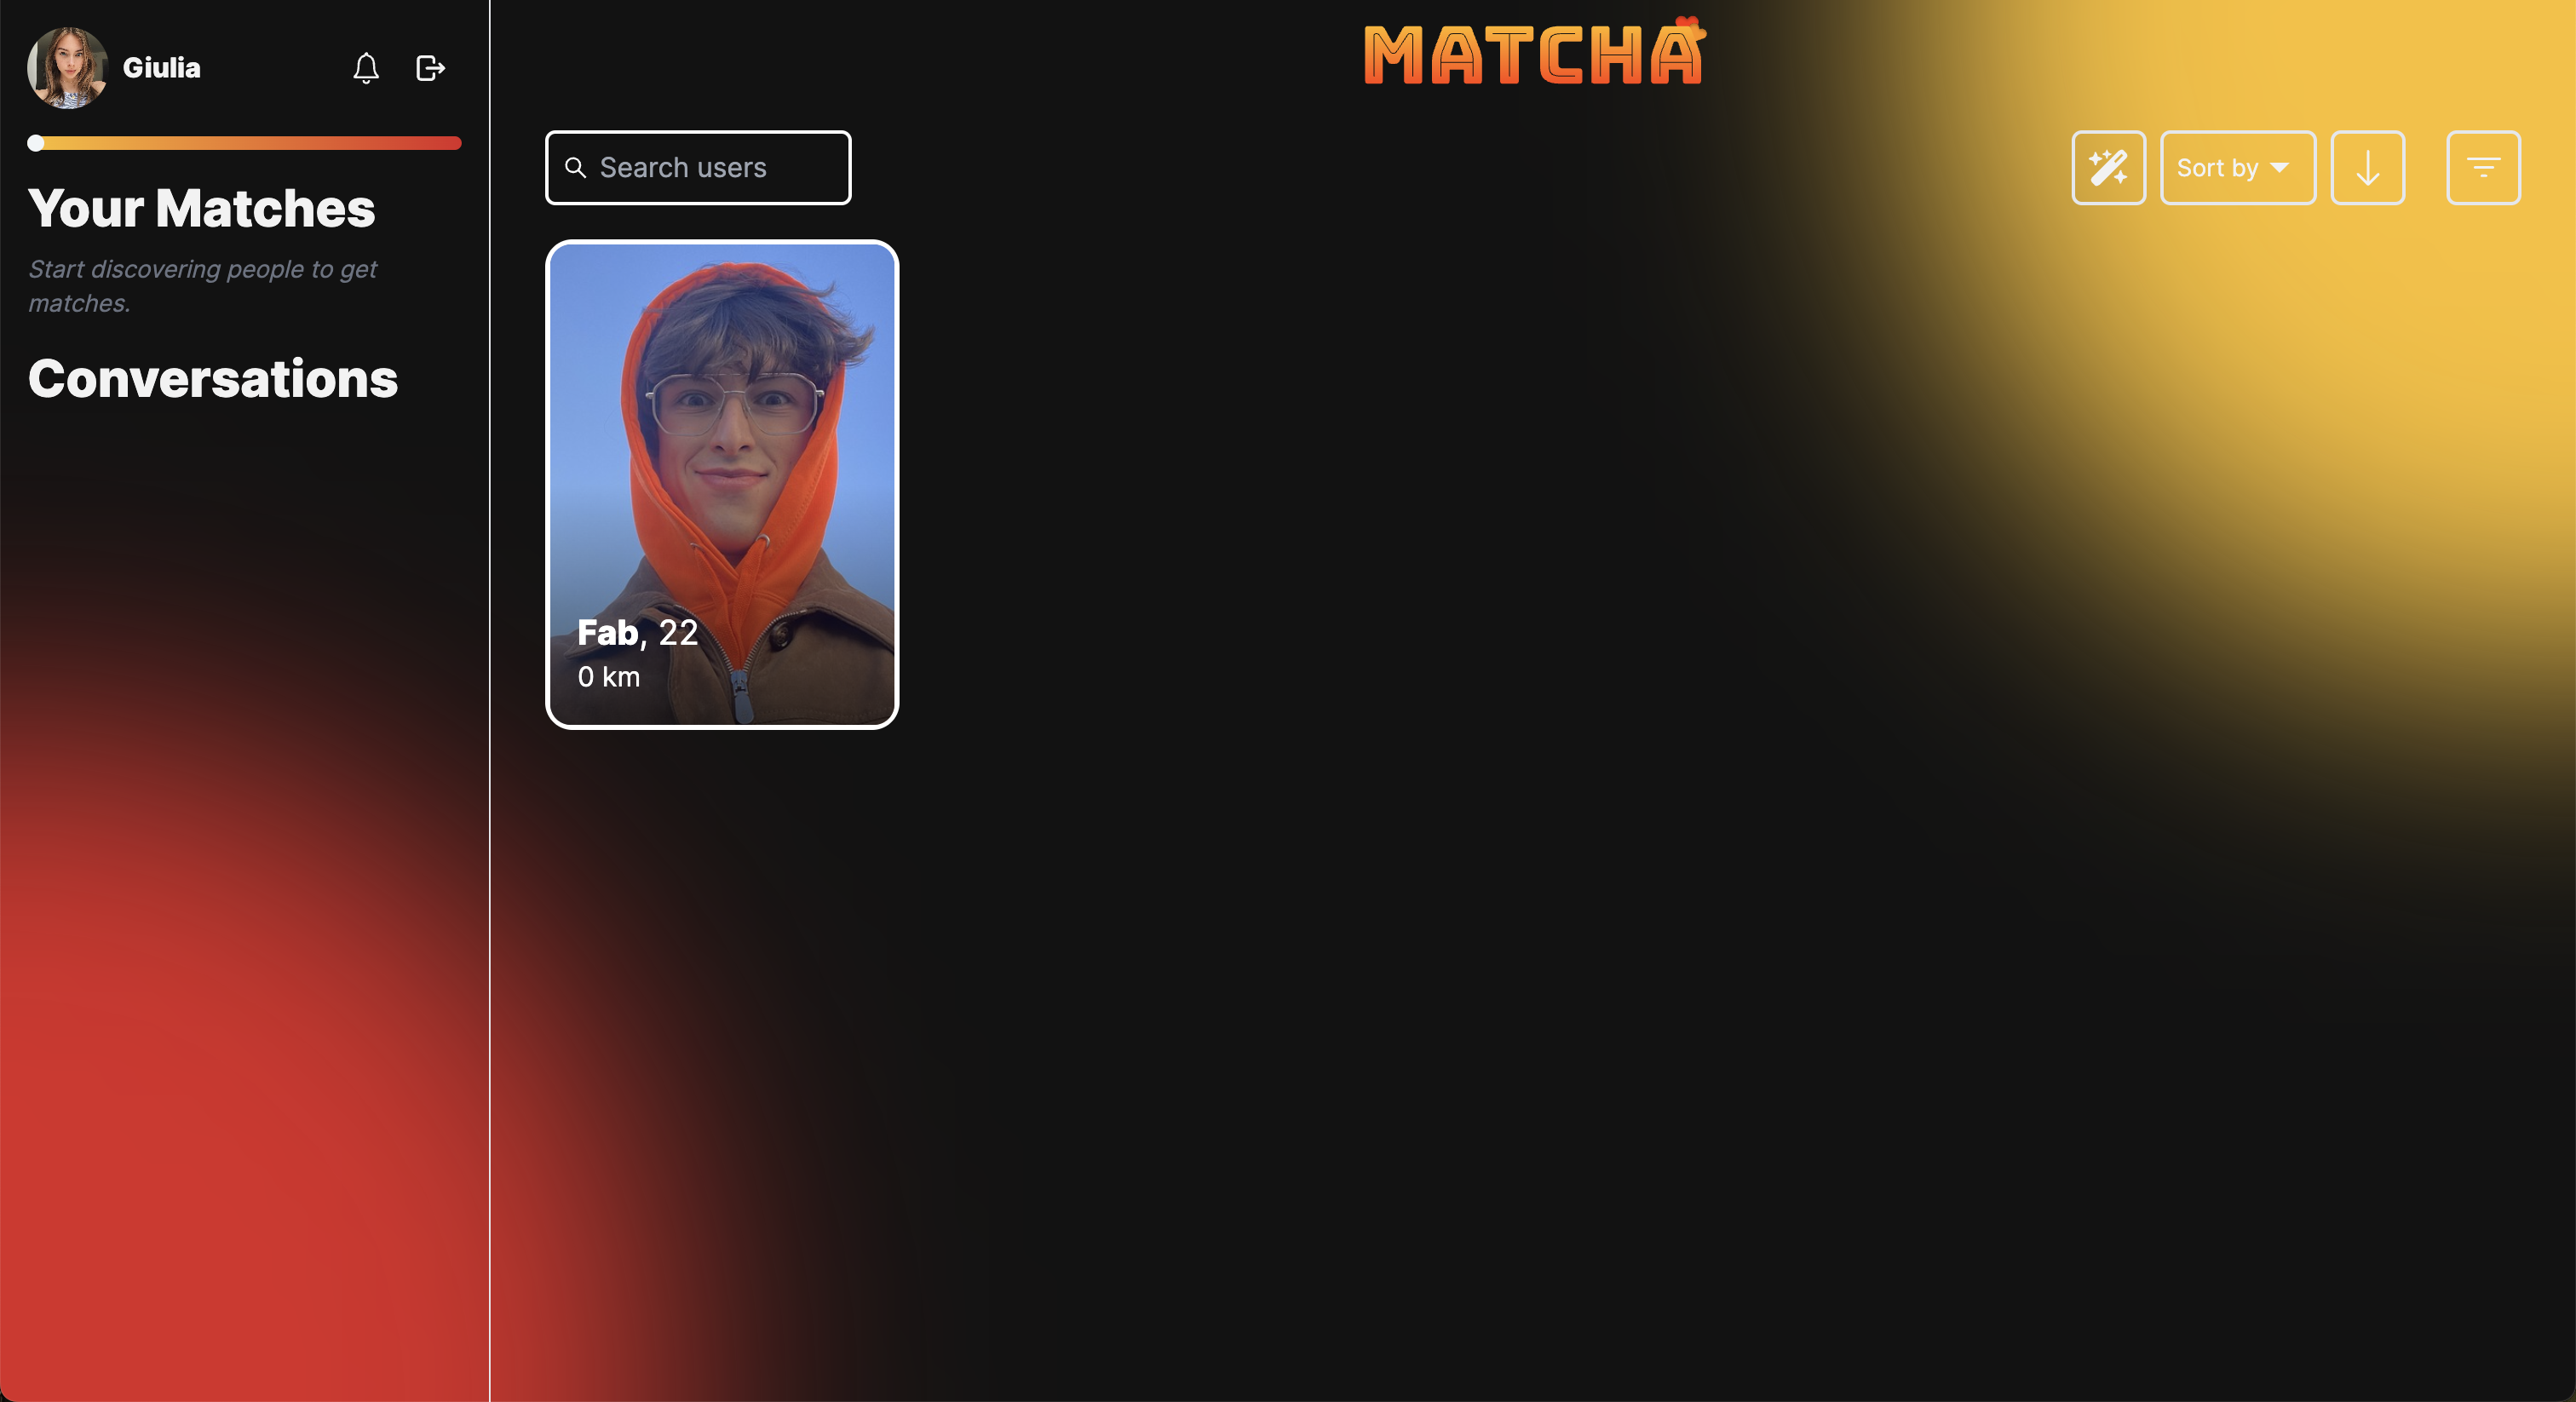 Giulia
Your Matches
Start discovering people to get
matches.
Conversations
MATCHA
Search users
Sort by
Fab, 22
0 km